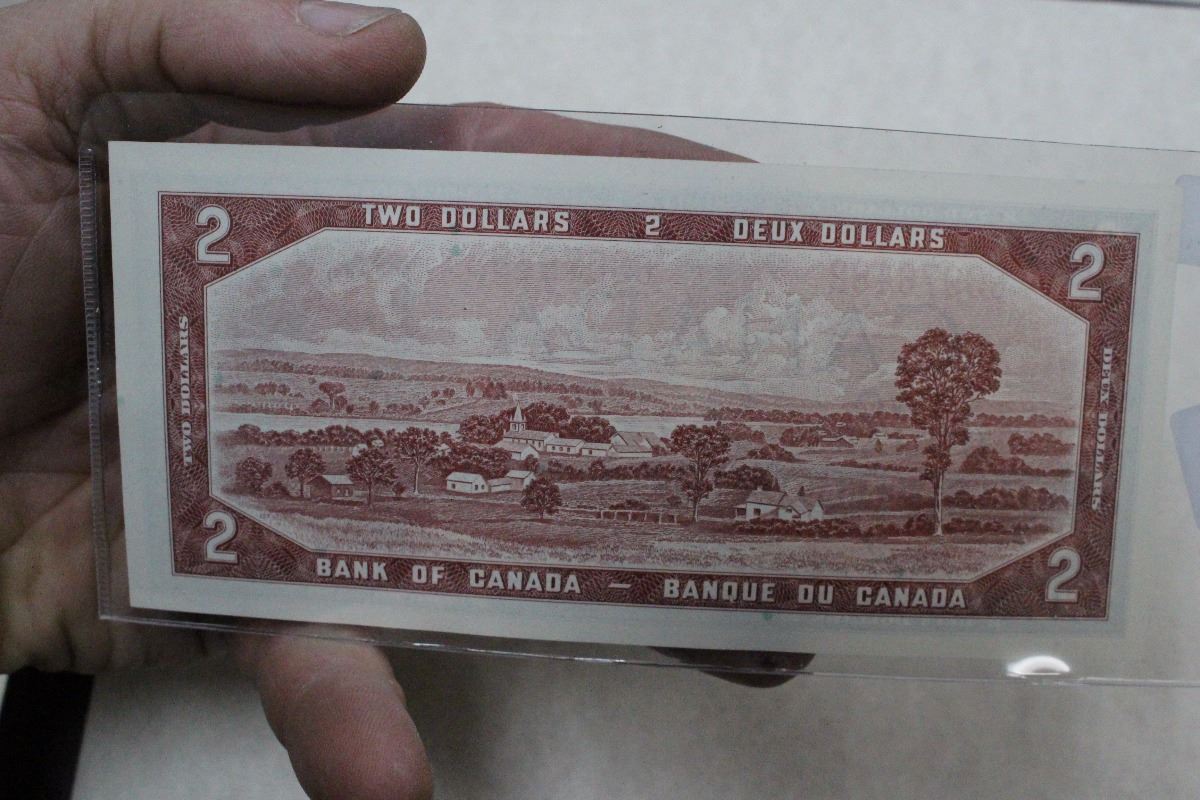 2 TWO DOLLARS 2 DEUX DOLLARS 2
TWO DOLLARS
DEUX DOLLARS
2 BANK OF CANADA — BANQUE DU CANADA 2